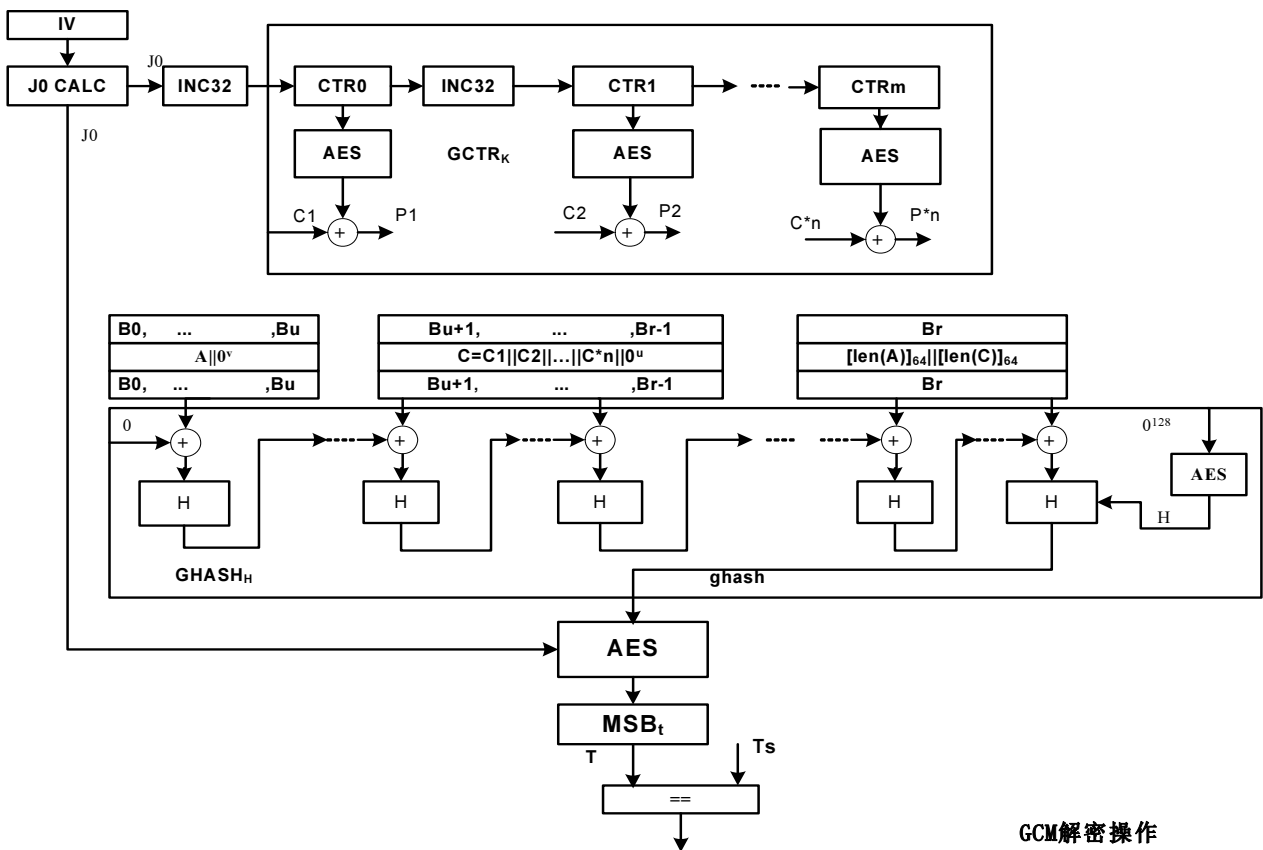 IV
J0 CALC
J0
INC32
CTR0
INC32
CTR1
CTRm
J0
AES
GCTRK
AES
AES
C1
+
P1
C2
+
P2
C*n
+
P*n
B0, ... ,Bu
A||0ᵛ
B0, ... ,Bu
Bu+1, ... ,Br-1
C=C1||C2||...||C*n||0ᵘ
Bu+1, ... ,Br-1
Br
[len(A)]₆₄||[len(C)]₆₄
Br
0
+
+
+
+
+
0¹²⁸
AES
H
H
H
H
H
H
GHASHH
ghash
AES
MSBₜ
T
Ts
==
GCM解密操作